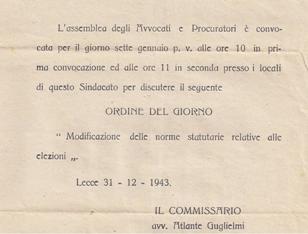 L'assemblea degli Avvocati e Procuratori è convo-
cata per il giorno sette gennaio p. v. alle ore 10 in pri-
ma convocazione ed alle ore 11 in seconda presso i locali
di questo Sindacato per discutere il seguente
ORDINE DEL GIORNO
“ Modificazione delle norme statutarie relative alle
elezioni „.
Lecce 31 - 12 - 1943.
IL COMMISSARIO
avv. Atlante Guglielmi